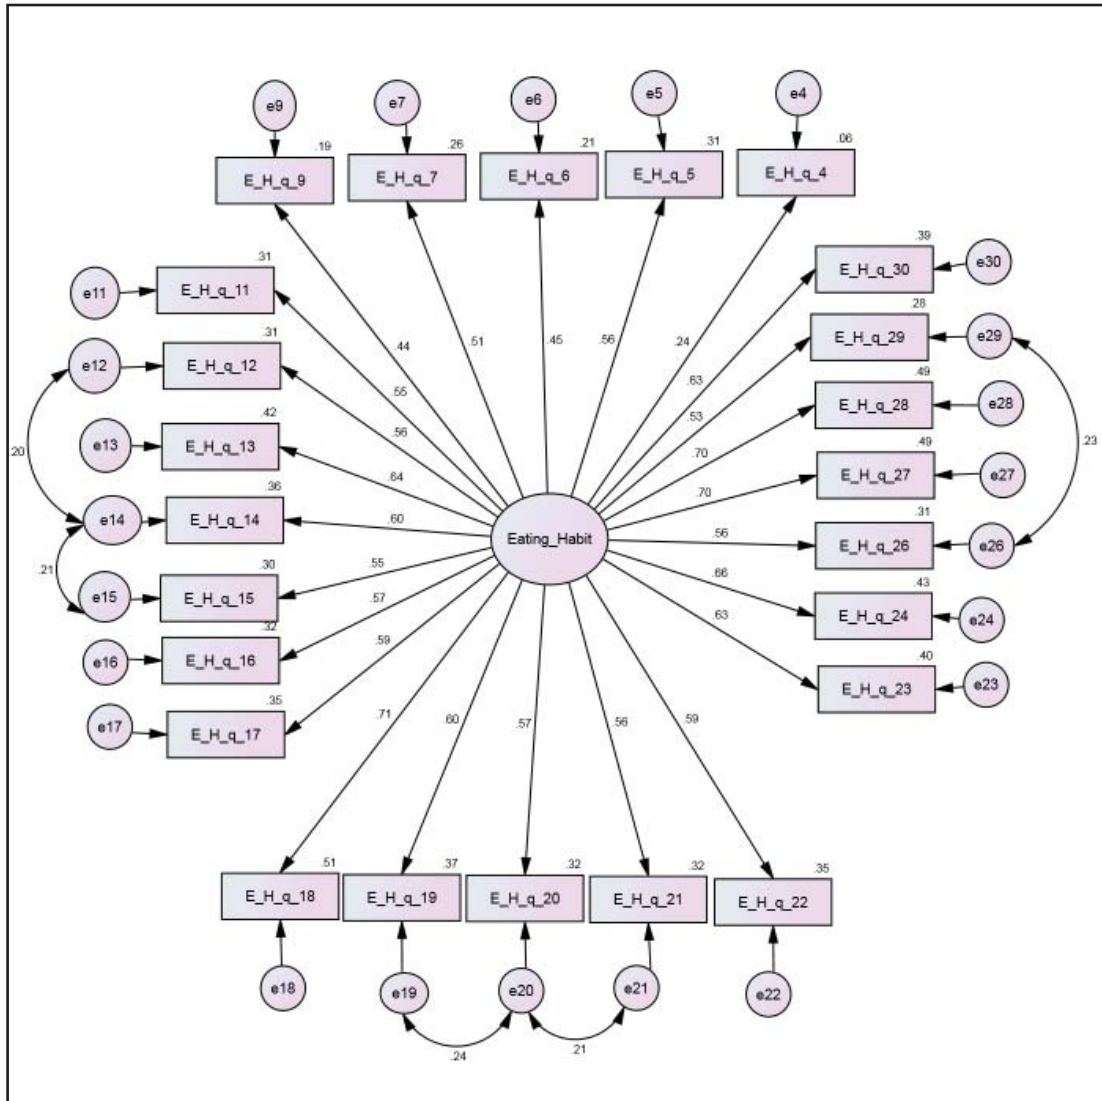 e9
e7
e6
e5
e4
.19
.26
.21
.31
.06
E_H_q_9
E_H_q_7
E_H_q_6
E_H_q_5
E_H_q_4
.39
E_H_q_30
e30
.31
e11
E_H_q_11
.28
E_H_q_29
e29
.31
e12
E_H_q_12
.49
E_H_q_28
e28
.42
e13
E_H_q_13
.49
E_H_q_27
e27
.36
e14
E_H_q_14
.31
E_H_q_26
e26
.30
e15
E_H_q_15
.43
E_H_q_24
e24
.32
e16
E_H_q_16
.40
E_H_q_23
e23
.35
e17
E_H_q_17
.20
.21
.23
.44
.51
.45
.56
.24
.63
.55
.53
.56
.70
.64
.70
.60
Eating_Habit
.56
.55
.66
.57
.63
.59
.71
.60
.57
.56
.59
.51
.37
.32
.32
.35
E_H_q_18
E_H_q_19
E_H_q_20
E_H_q_21
E_H_q_22
e18
e19
e20
e21
e22
.24
.21